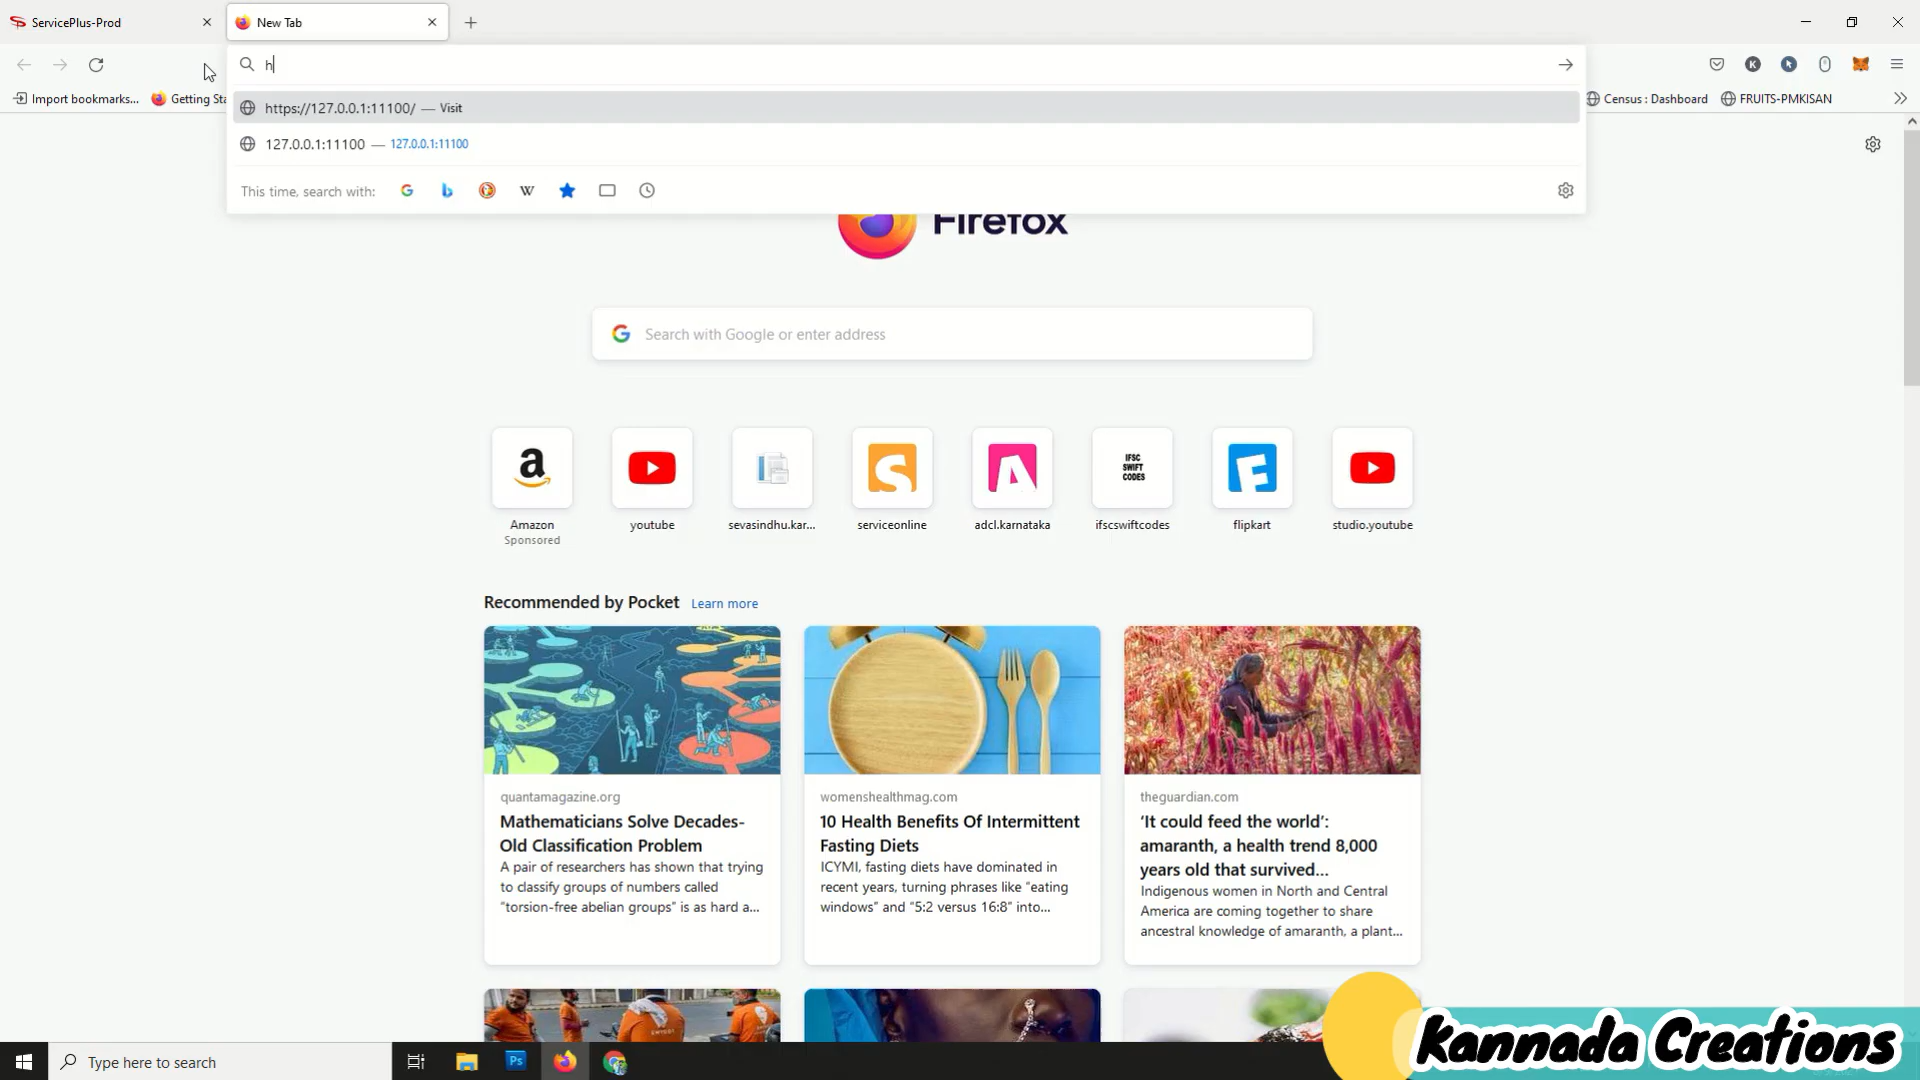 ServicePlus-Prod
New Tab
h
Import bookmarks...
Getting Sta
Census : Dashboard
FRUITS-PMKISAN
https://127.0.0.1:11100/ — Visit
127.0.0.1:11100 — 127.0.0.1:11100
This time, search with:
Firefox
Search with Google or enter address
IFSC
SWIFT
CODES
Amazon
Sponsored
youtube
sevasindhu.kar...
serviceonline
adcl.karnataka
ifscswiftcodes
flipkart
studio.youtube
Recommended by Pocket Learn more
quantamagazine.org
Mathematicians Solve Decades-
Old Classification Problem
A pair of researchers has shown that trying
to classify groups of numbers called
“torsion-free abelian groups” is as hard a...
womenshealthmag.com
10 Health Benefits Of Intermittent
Fasting Diets
ICYMI, fasting diets have dominated in
recent years, turning phrases like “eating
windows” and “5:2 versus 16:8” into...
theguardian.com
‘It could feed the world’:
amaranth, a health trend 8,000
years old that survived...
Indigenous women in North and Central
America are coming together to share
ancestral knowledge of amaranth, a plant...
Type here to search
Ps
Kannada Creations